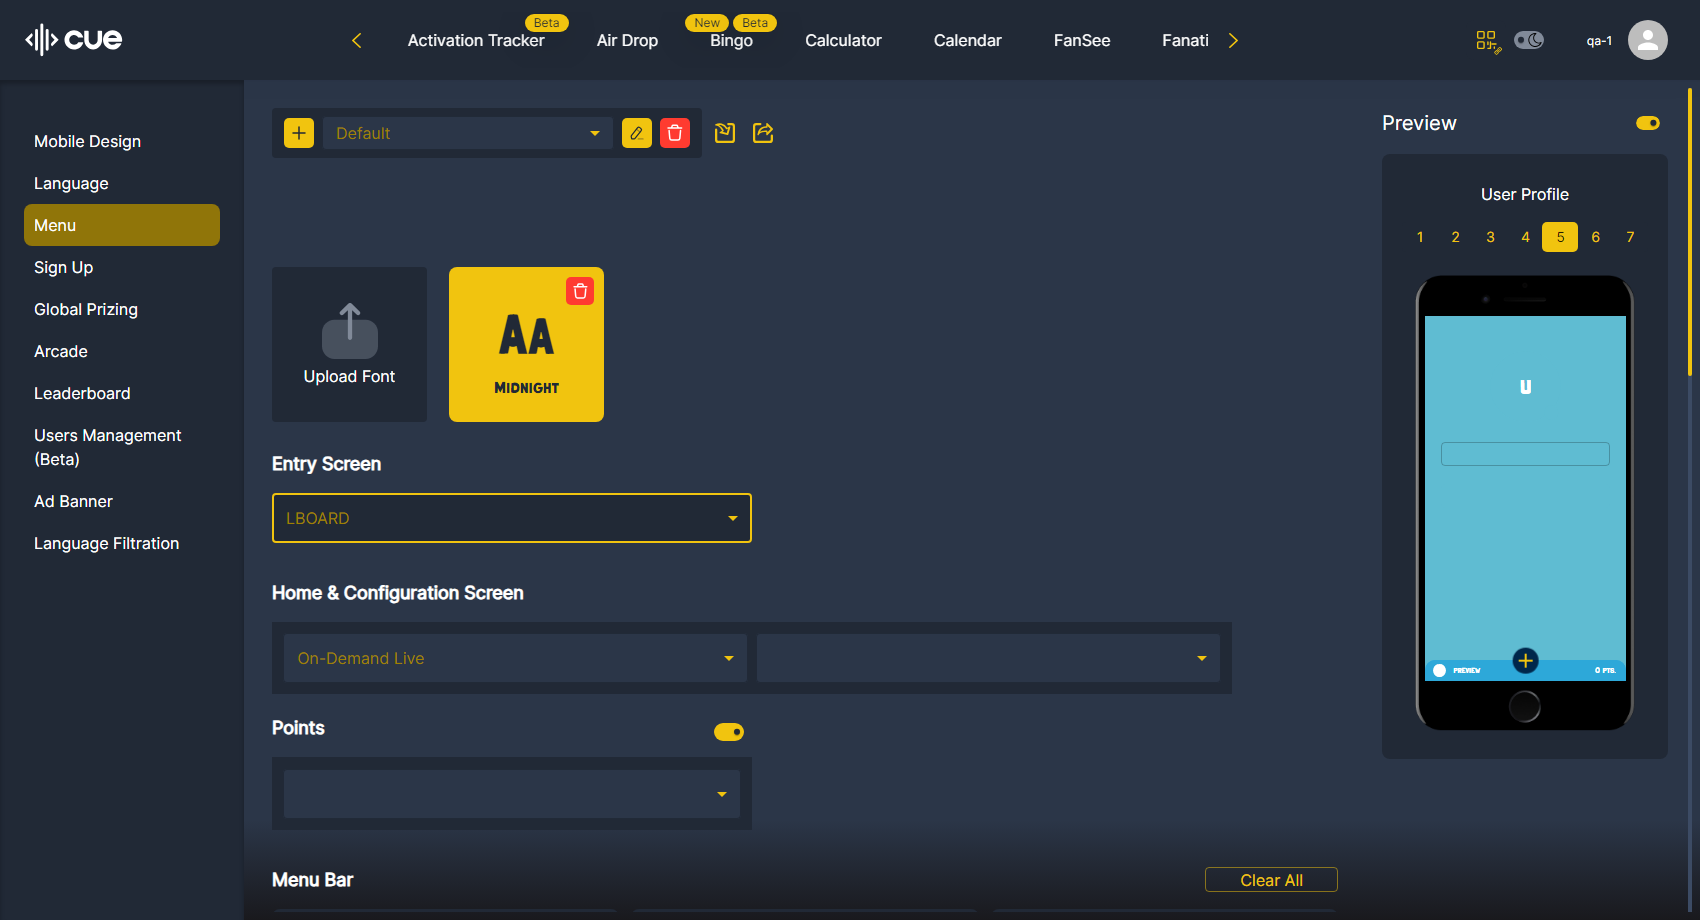 cue
Activation Tracker
Beta
Air Drop
Bingo
New
Beta
Calculator
Calendar
FanSee
Fanati
qa-1
Mobile Design
Language
Menu
Sign Up
Global Prizing
Arcade
Leaderboard
Users Management
(Beta)
Ad Banner
Language Filtration
Default
Upload Font
AA
MIDNIGHT
Entry Screen
LBOARD
Home & Configuration Screen
On-Demand Live
Points
Menu Bar
Clear All
Preview
User Profile
1 2 3 4 5 6 7
U
PREVIEW
0 PTS.